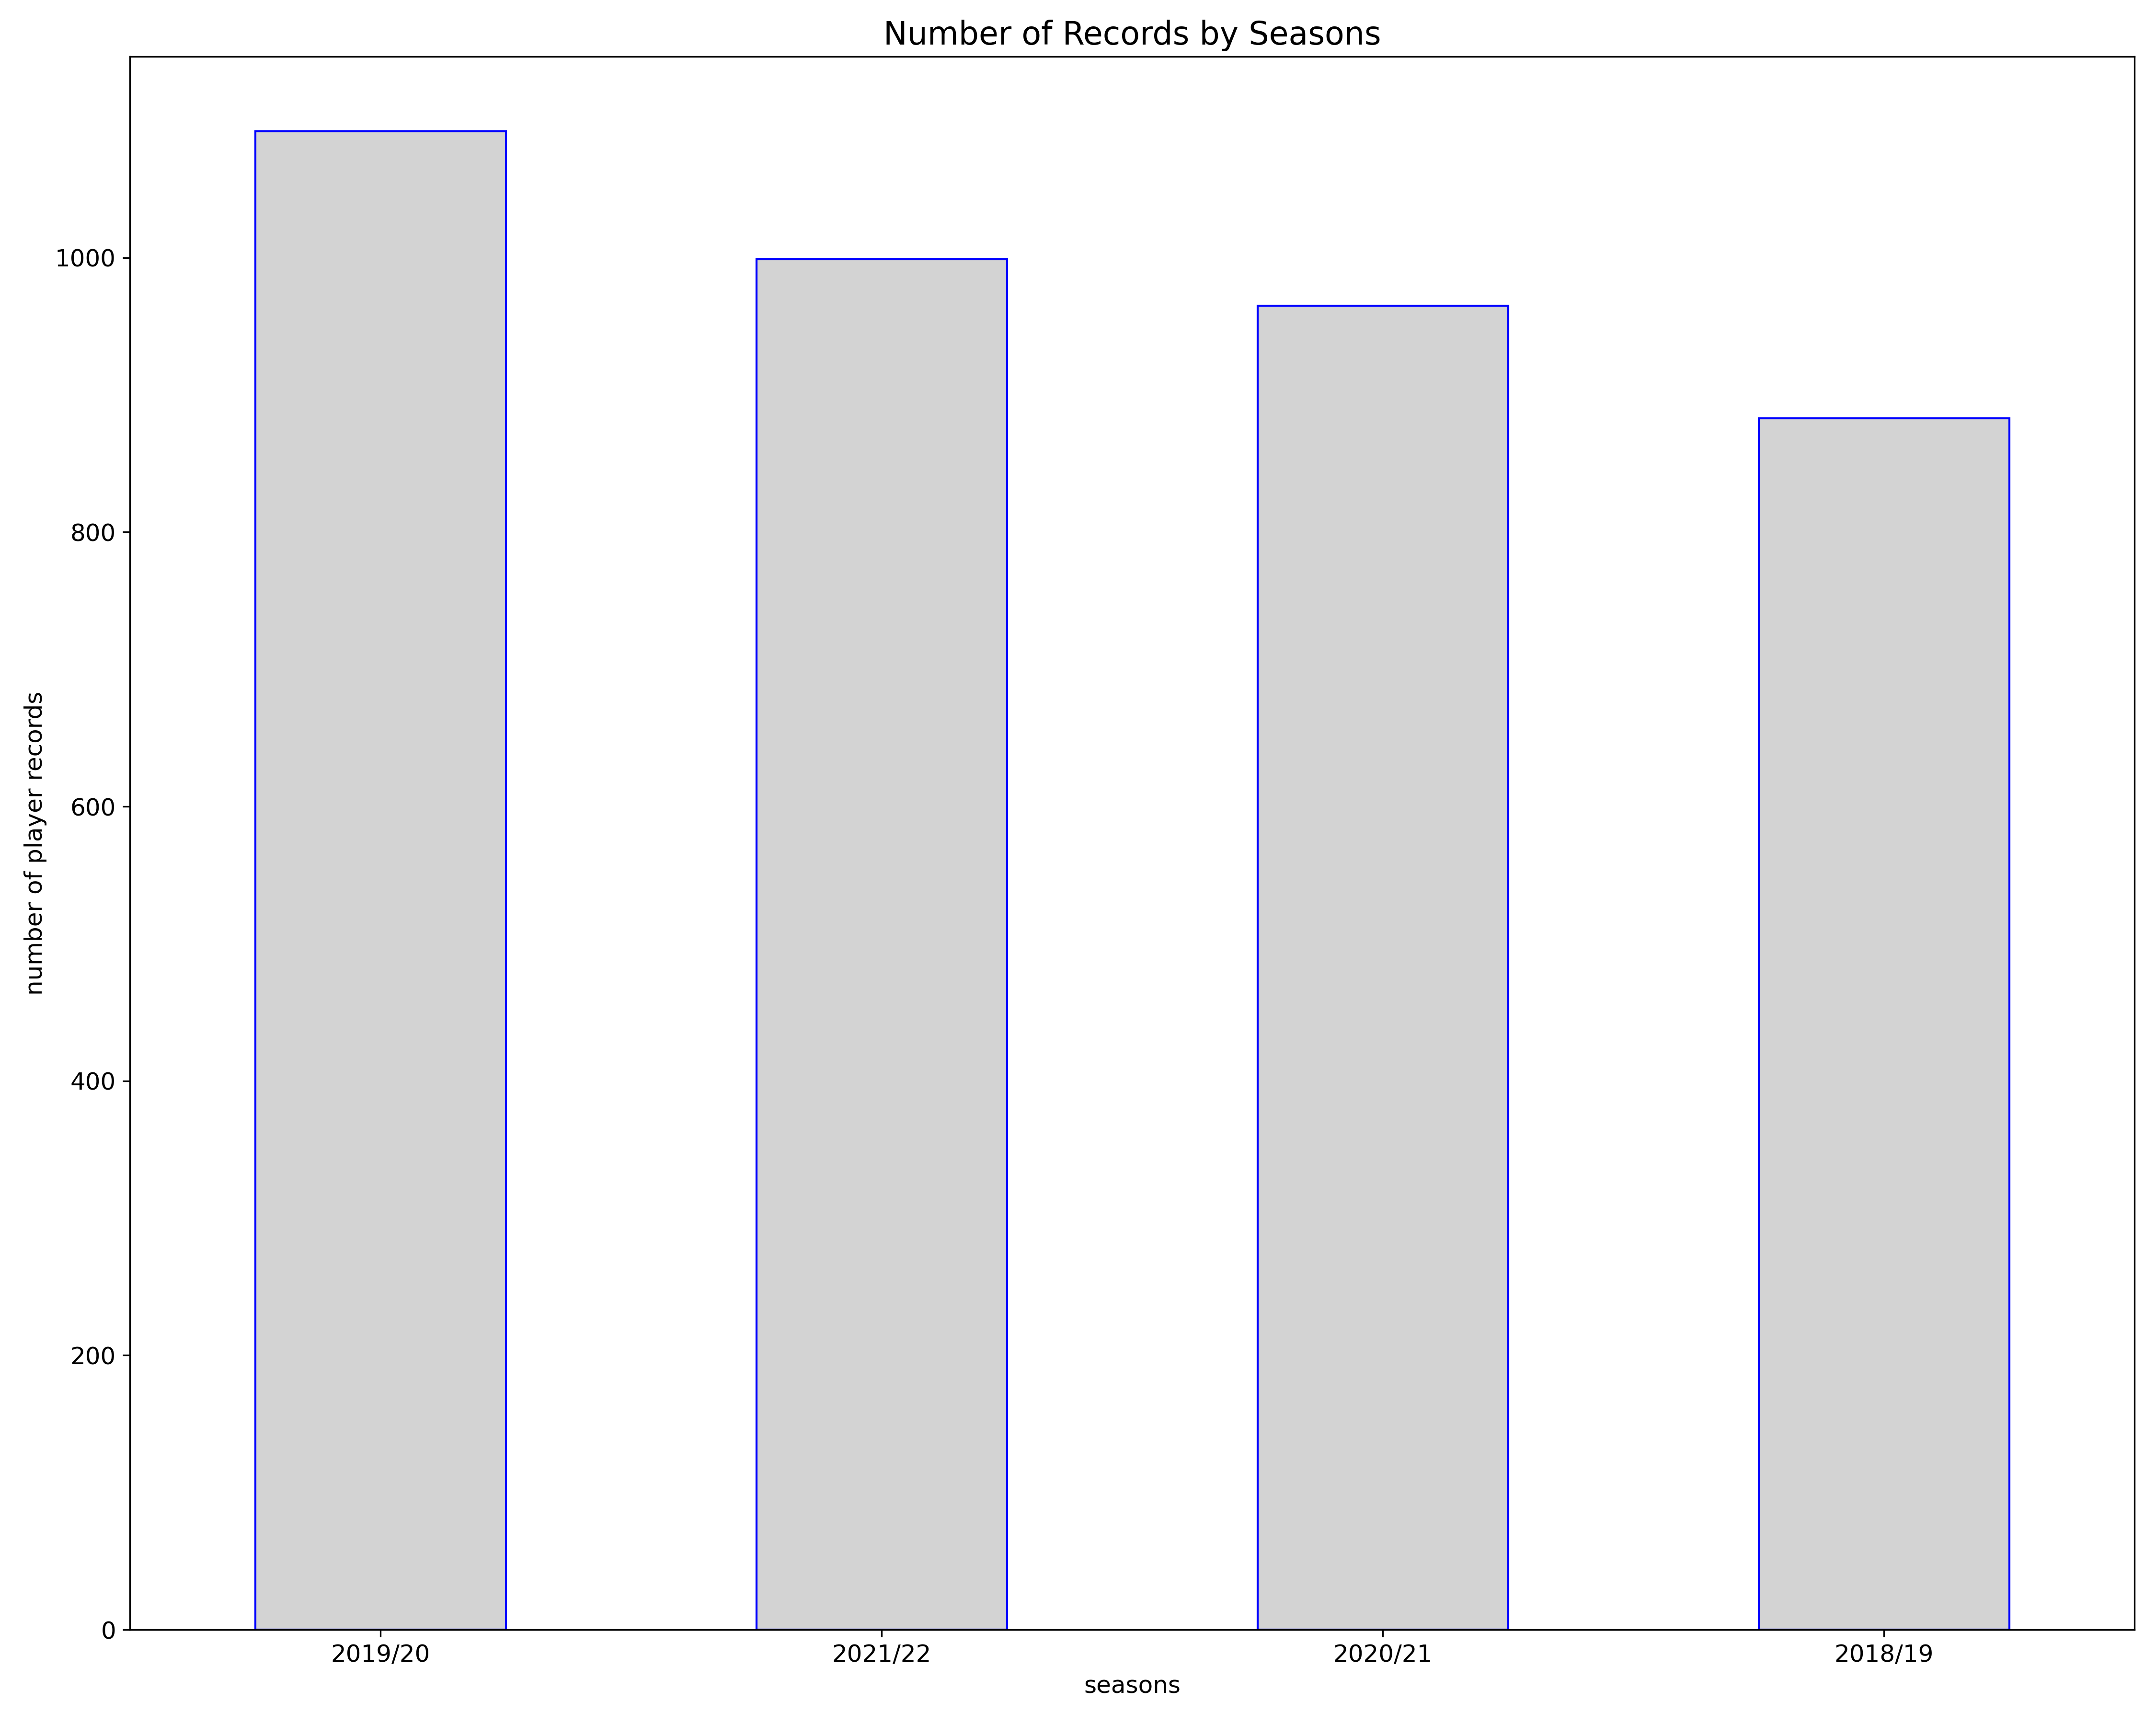 Number of Records by Seasons
number of player records
1000
800
600
400
200
0
2019/20 2021/22 2020/21 2018/19
seasons